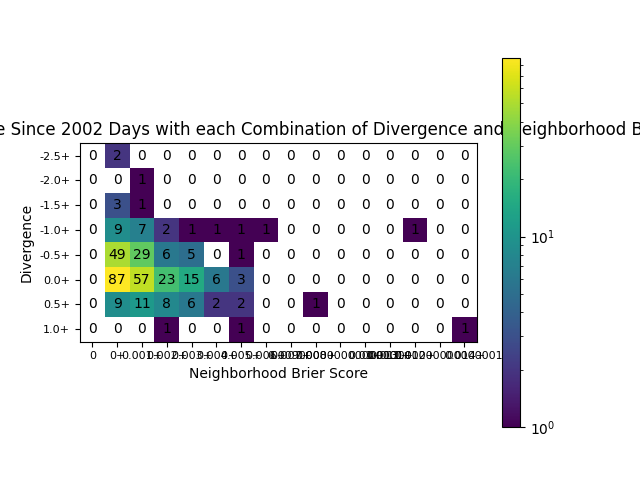 e Since 2002 Days with each Combination of Divergence and Neighborhood B
-2.5+ 0 2 0 0 0 0 0 0 0 0 0 0 0 0 0 0
-2.0+ 0 0 1 0 0 0 0 0 0 0 0 0 0 0 0 0
-1.5+ 0 3 1 0 0 0 0 0 0 0 0 0 0 0 0 0
-1.0+ 0 9 7 2 1 1 1 1 0 0 0 0 0 1 0 0
-0.5+ 0 49 29 6 5 0 1 0 0 0 0 0 0 0 0 0
0.0+ 0 87 57 23 15 6 3 0 0 0 0 0 0 0 0 0
0.5+ 0 9 11 8 6 2 2 0 0 1 0 0 0 0 0 0
1.0+ 0 0 0 1 0 0 1 0 0 0 0 0 0 0 0 1
0 0+
Neighborhood Brier Score
Divergence
10¹
10⁰